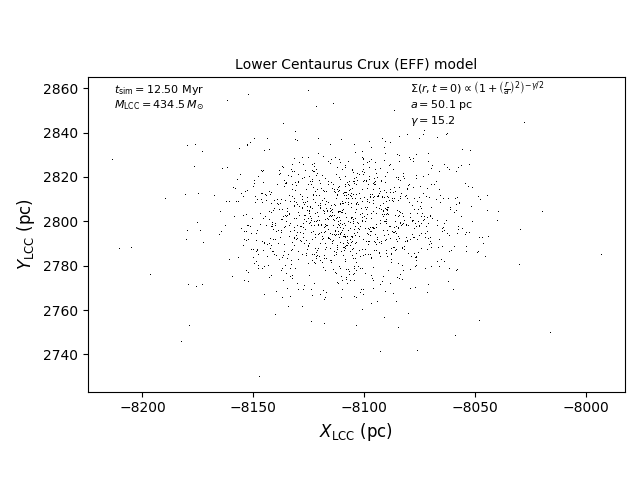 Lower Centaurus Crux (EFF) model
t_sim = 12.50 Myr
M_LCC = 434.5 M_⊙
Σ(r, t = 0) ∝ (1 + (r/a)²)^(−γ/2)
a = 50.1 pc
γ = 15.2
2860
2840
2820
2800
2780
2760
2740
Y_LCC (pc)
−8200 −8150 −8100 −8050 −8000
X_LCC (pc)